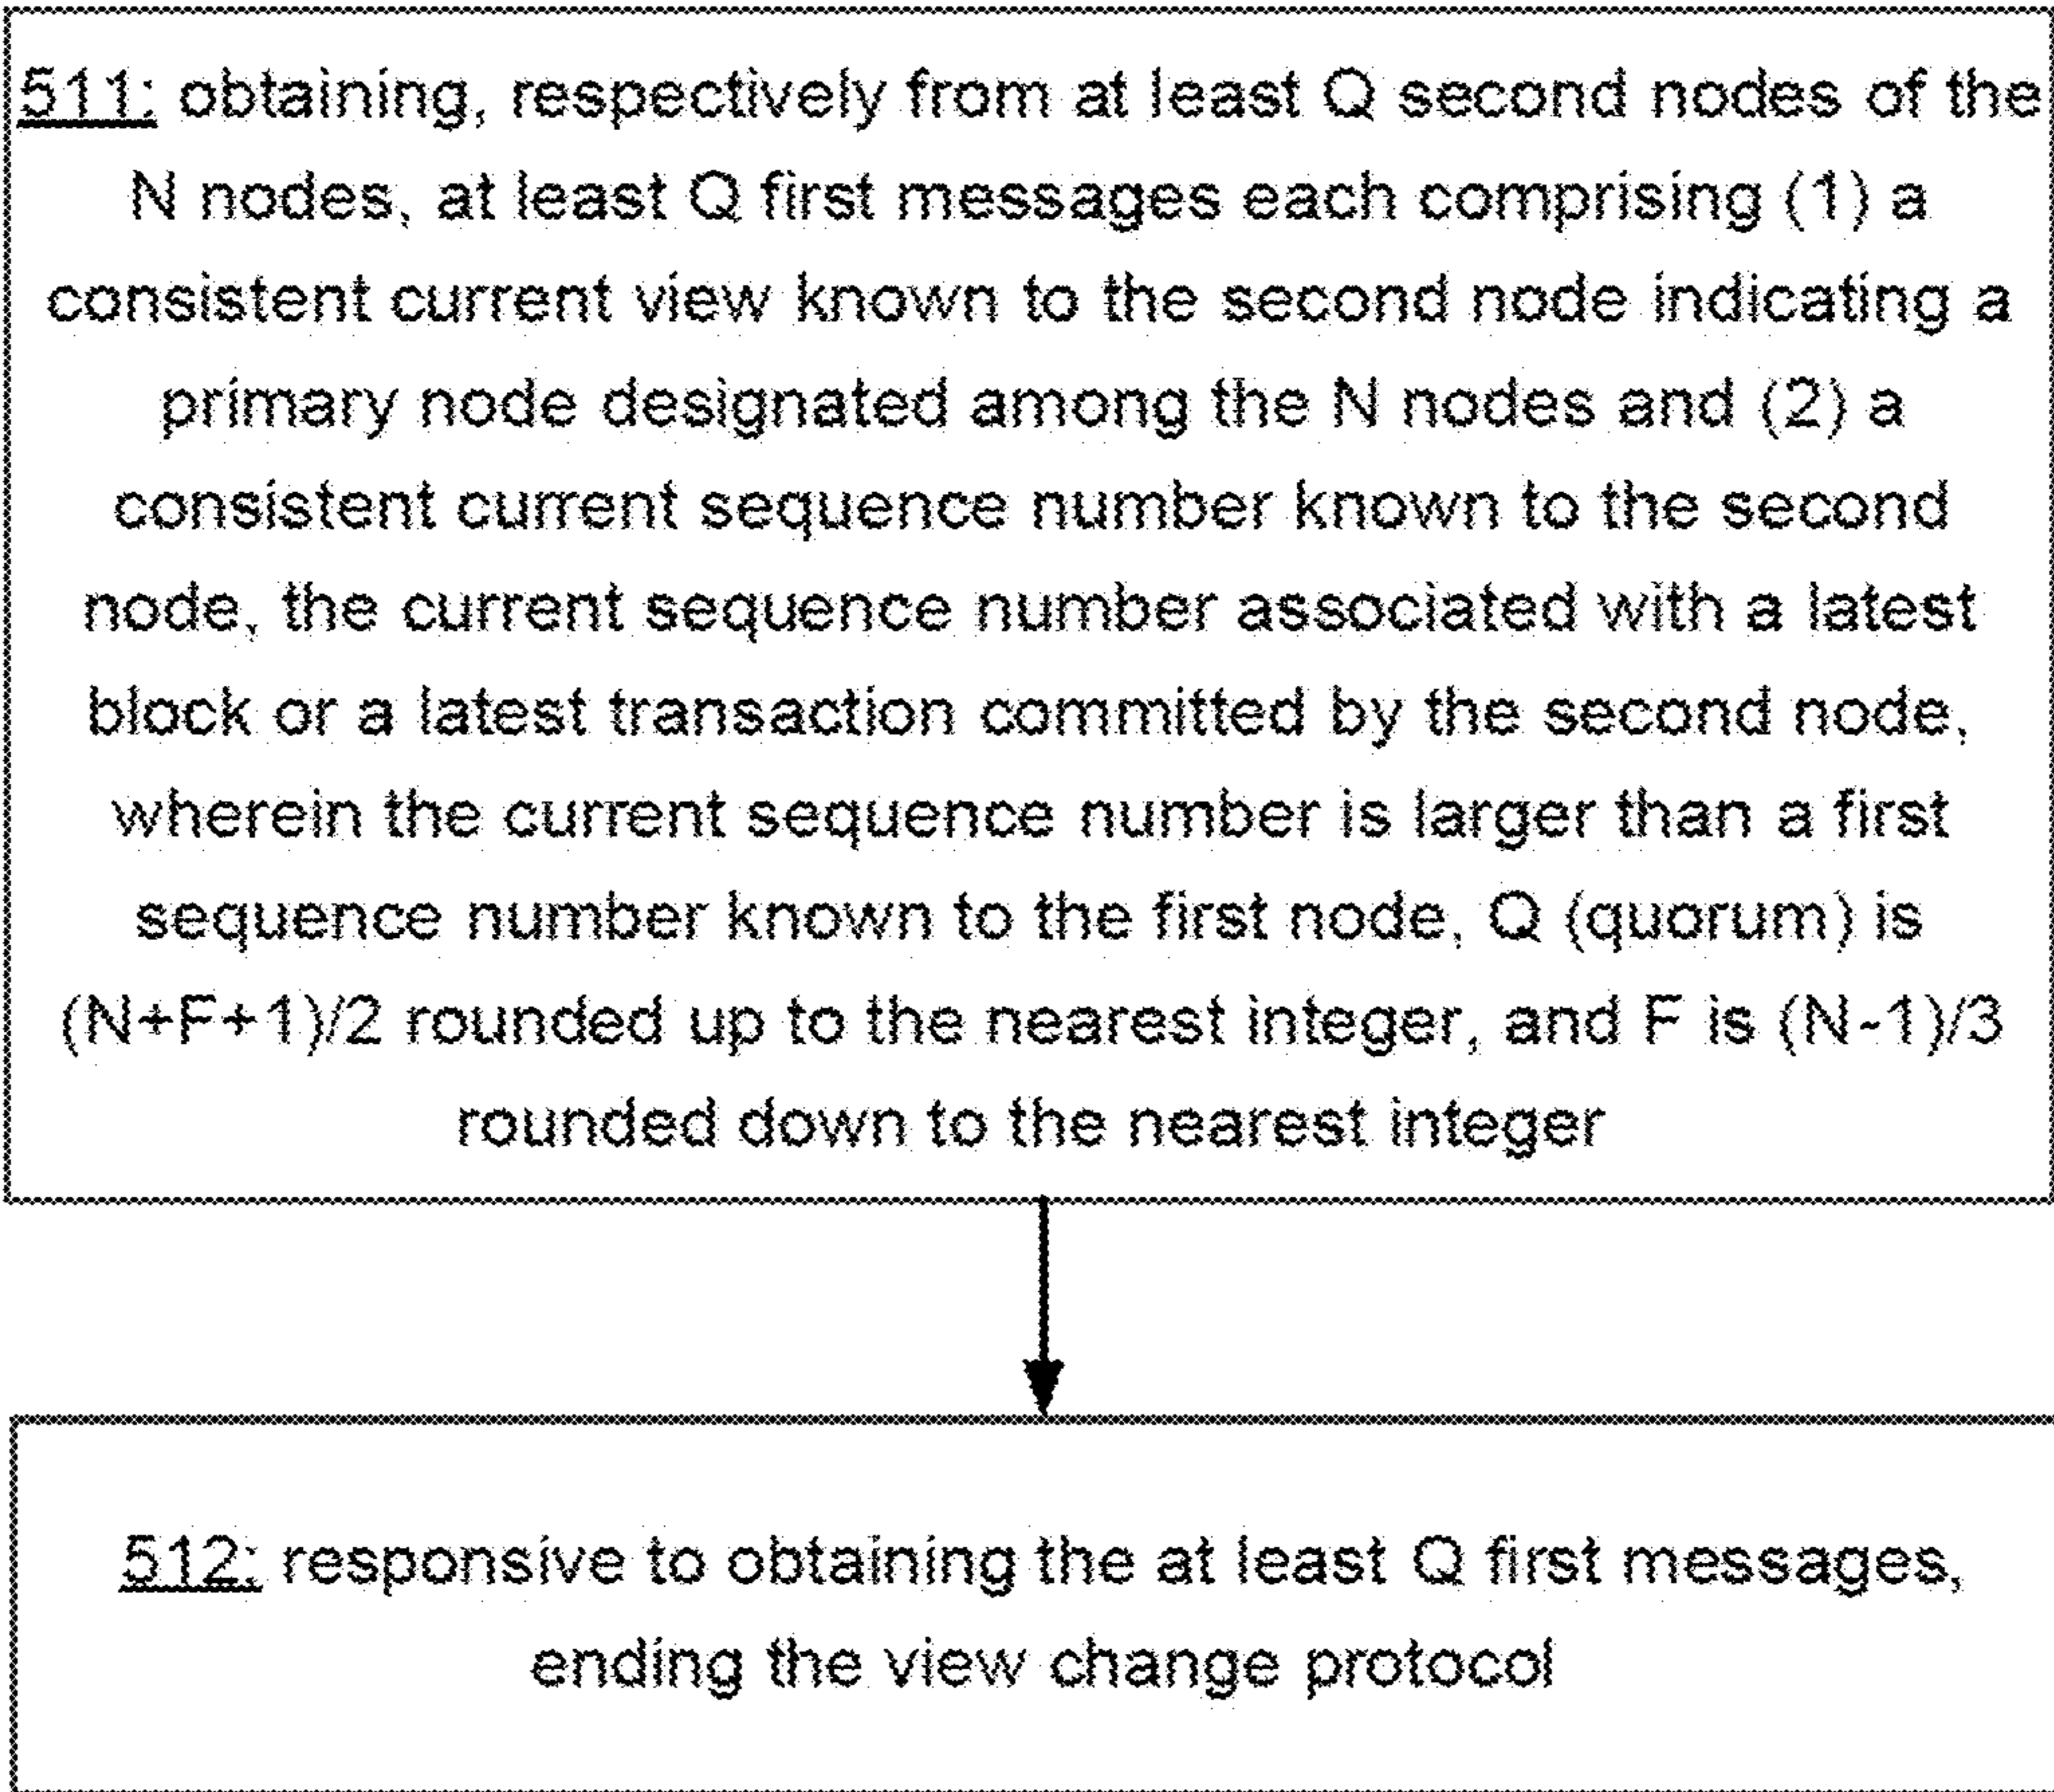 511: obtaining, respectively from at least Q second nodes of the
N nodes, at least Q first messages each comprising (1) a
consistent current view known to the second node indicating a
primary node designated among the N nodes and (2) a
consistent current sequence number known to the second
node, the current sequence number associated with a latest
block or a latest transaction committed by the second node,
wherein the current sequence number is larger than a first
sequence number known to the first node, Q (quorum) is
(N+F+1)/2 rounded up to the nearest integer, and F is (N-1)/3
rounded down to the nearest integer
512: responsive to obtaining the at least Q first messages,
ending the view change protocol